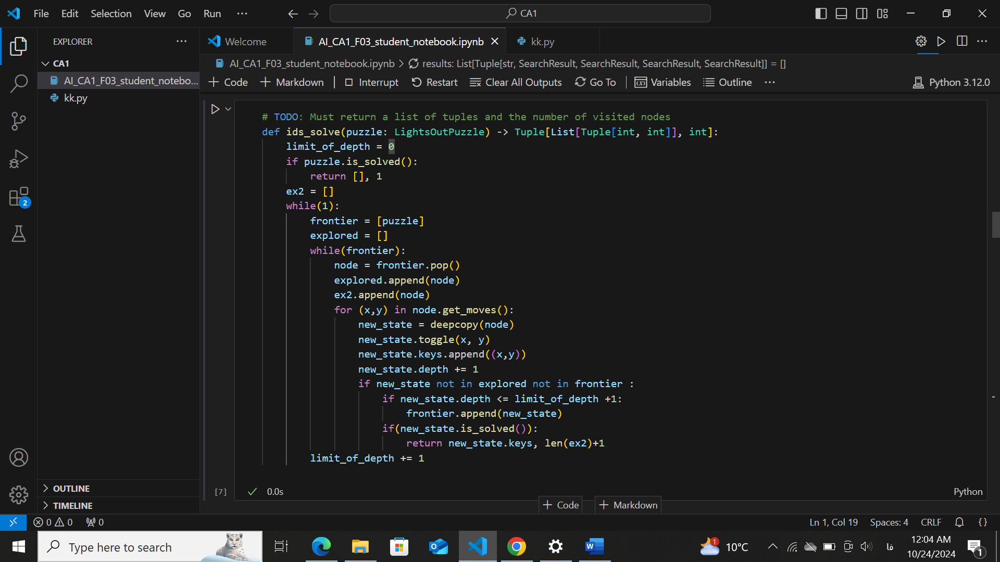 File Edit Selection View Go Run ··· CA1
EXPLORER ···
Welcome AI_CA1_F03_student_notebook.ipynb kk.py ···
CA1
AI_CA1_F03_studen_notebo...
kk.py
AI_CA1_F03_student_notebook.ipynb > results: List[Tuple[str, SearchResult, SearchResult, SearchResult, SearchResult]] = []
+ Code + Markdown | Interrupt Restart Clear All Outputs Go To | Variables Outline ··· Python 3.12.0
# TODO: Must return a list of tuples and the number of visited nodes
def ids_solve(puzzle: LightsOutPuzzle) -> Tuple[List[Tuple[int, int]], int]:
    limit_of_depth = 0
    if puzzle.is_solved():
        return [], 1
    ex2 = []
    while(1):
        frontier = [puzzle]
        explored = []
        while(frontier):
            node = frontier.pop()
            explored.append(node)
            ex2.append(node)
            for (x,y) in node.get_moves():
                new_state = deepcopy(node)
                new_state.toggle(x, y)
                new_state.keys.append((x,y))
                new_state.depth += 1
                if new_state not in explored not in frontier :
                    if new_state.depth <= limit_of_depth +1:
                        frontier.append(new_state)
                    if(new_state.is_solved()):
                        return new_state.keys, len(ex2)+1
        limit_of_depth += 1
[7] 0.0s Python
+ Code + Markdown
2
OUTLINE
TIMELINE
0 0 0 Ln 1, Col 19 Spaces: 4 CRLF {}
Type here to search 1 10°C فا 12:04 AM
10/24/2024 1